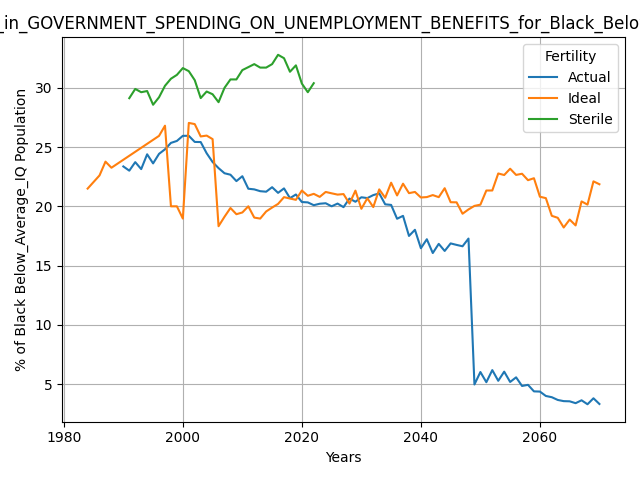 _in_GOVERNMENT_SPENDING_ON_UNEMPLOYMENT_BENEFITS_for_Black_Belo
Fertility
Actual
Ideal
Sterile
% of Black Below_Average_IQ Population
30
25
20
15
10
5
1980 2000 2020 2040 2060
Years